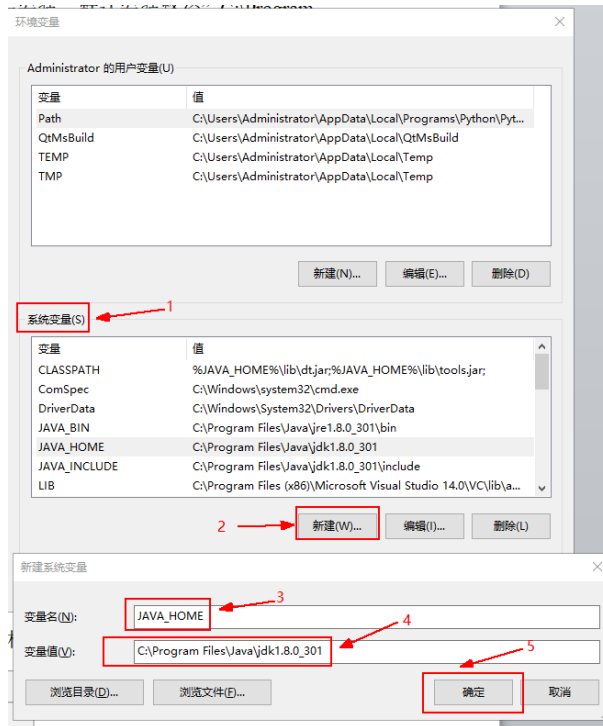 环境变量
Administrator 的用户变量(U)
变量 值
Path C:\Users\Administrator\AppData\Local\Programs\Python\Pyt...
QtMsBuild C:\Users\Administrator\AppData\Local\QtMsBuild
TEMP C:\Users\Administrator\AppData\Local\Temp
TMP C:\Users\Administrator\AppData\Local\Temp
新建(N)... 编辑(E)... 删除(D)
系统变量(S) 1
变量 值
CLASSPATH %JAVA_HOME%\lib\dt.jar;%JAVA_HOME%\lib\tools.jar;
ComSpec C:\Windows\system32\cmd.exe
DriverData C:\Windows\System32\Drivers\DriverData
JAVA_BIN C:\Program Files\Java\jre1.8.0_301\bin
JAVA_HOME C:\Program Files\Java\jdk1.8.0_301
JAVA_INCLUDE C:\Program Files\Java\jdk1.8.0_301\include
LIB C:\Program Files (x86)\Microsoft Visual Studio 14.0\VC\lib\a...
2 新建(W)... 编辑(I)... 删除(L)
新建系统变量
变量名(N): JAVA_HOME 3
变量值(V): C:\Program Files\Java\jdk1.8.0_301 4
5
浏览目录(D)... 浏览文件(F)... 确定 取消